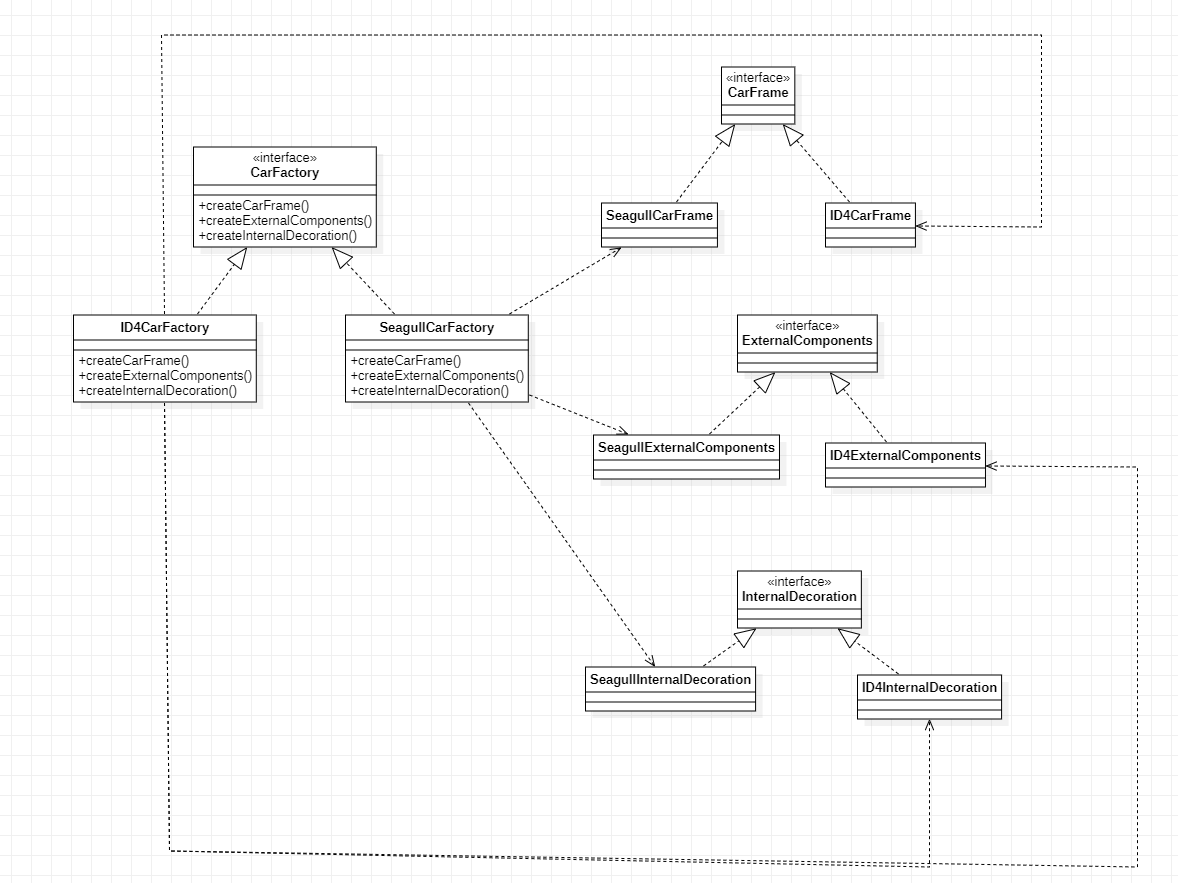 «interface»
CarFrame
«interface»
CarFactory
+createCarFrame()
+createExternalComponents()
+createInternalDecoration()
SeagullCarFrame
ID4CarFrame
ID4CarFactory
+createCarFrame()
+createExternalComponents()
+createInternalDecoration()
SeagullCarFactory
+createCarFrame()
+createExternalComponents()
+createInternalDecoration()
«interface»
ExternalComponents
SeagullExternalComponents
ID4ExternalComponents
«interface»
InternalDecoration
SeagullInternalDecoration
ID4InternalDecoration